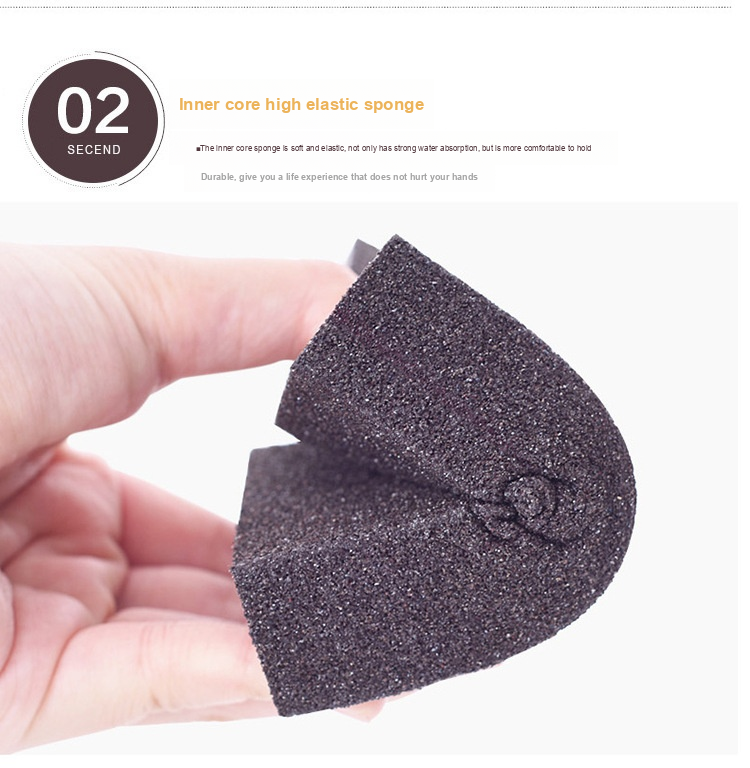 02
SECEND
Inner core high elastic sponge
■The inner core sponge is soft and elastic, not only has strong water absorption, but is more comfortable to hold
Durable, give you a life experience that does not hurt your hands